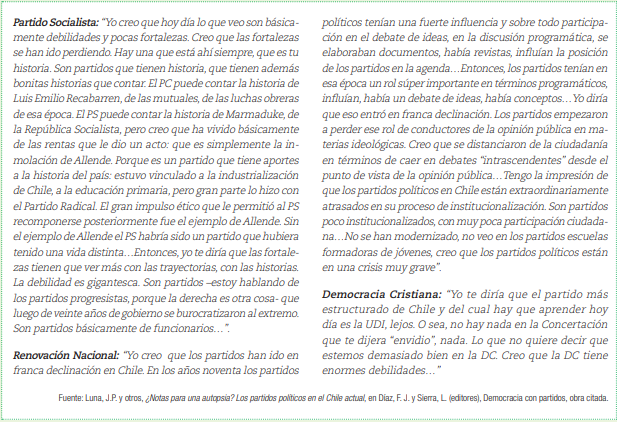 Partido Socialista: “Yo creo que hoy día lo que veo son básica-
mente debilidades y pocas fortalezas. Creo que las fortalezas
se han ido perdiendo. Hay una que está ahí siempre, que es tu
historia. Son partidos que tienen historia, que tienen además
bonitas historias que contar. El PC puede contar la historia de
Luis Emilio Recabarren, de las mutuales, de las luchas obreras
de esa época. El PS puede contar la historia de Marmaduke, de
la República Socialista, pero creo que ha vivido básicamente
de las rentas que le dio un acto: que es simplemente la in-
molación de Allende. Porque es un partido que tiene aportes
a la historia del país: estuvo vinculado a la industrialización
de Chile, a la educación primaria, pero gran parte lo hizo con
el Partido Radical. El gran impulso ético que le permitió al PS
recomponerse posteriormente fue el ejemplo de Allende. Sin
el ejemplo de Allende el PS habría sido un partido que hubiera
tenido una vida distinta…Entonces, yo te diría que las fortale-
zas tienen que ver más con las trayectorias, con las historias.
La debilidad es gigantesca. Son partidos –estoy hablando de
los partidos progresistas, porque la derecha es otra cosa- que
luego de veinte años de gobierno se burocratizaron al extremo.
Son partidos básicamente de funcionarios…”.
Renovación Nacional: “Yo creo que los partidos han ido en
franca declinación en Chile. En los años noventa los partidos
políticos tenían una fuerte influencia y sobre todo participa-
ción en el debate de ideas, en la discusión programática, se
elaboraban documentos, había revistas, influían la posición
de los partidos en la agenda…Entonces, los partidos tenían en
esa época un rol súper importante en términos programáticos,
influían, había un debate de ideas, había conceptos…Yo diría
que eso entró en franca declinación. Los partidos empezaron
a perder ese rol de conductores de la opinión pública en ma-
terias ideológicas. Creo que se distanciaron de la ciudadanía
en términos de caer en debates “intrascendentes” desde el
punto de vista de la opinión pública…Tengo la impresión de
que los partidos políticos en Chile están extraordinariamente
atrasados en su proceso de institucionalización. Son partidos
poco institucionalizados, con muy poca participación ciudada-
na…No se han modernizado, no veo en los partidos escuelas
formadoras de jóvenes, creo que los partidos políticos están
en una crisis muy grave”.
Democracia Cristiana: “Yo te diría que el partido más
estructurado de Chile y del cual hay que aprender hoy
día es la UDI, lejos. O sea, no hay nada en la Concertación
que te dijera “envidio”, nada. Lo que no quiere decir que
estemos demasiado bien en la DC. Creo que la DC tiene
enormes debilidades…”
Fuente: Luna, J.P. y otros, ¿Notas para una autopsia? Los partidos políticos en el Chile actual, en Díaz, F. J. y Sierra, L. (editores), Democracia con partidos, obra citada.